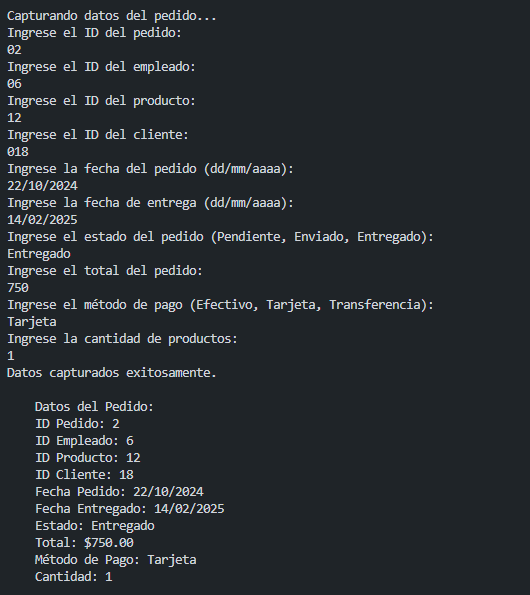 Capturando datos del pedido...
Ingrese el ID del pedido:
02
Ingrese el ID del empleado:
06
Ingrese el ID del producto:
12
Ingrese el ID del cliente:
018
Ingrese la fecha del pedido (dd/mm/aaaa):
22/10/2024
Ingrese la fecha de entrega (dd/mm/aaaa):
14/02/2025
Ingrese el estado del pedido (Pendiente, Enviado, Entregado):
Entregado
Ingrese el total del pedido:
750
Ingrese el método de pago (Efectivo, Tarjeta, Transferencia):
Tarjeta
Ingrese la cantidad de productos:
1
Datos capturados exitosamente.
Datos del Pedido:
ID Pedido: 2
ID Empleado: 6
ID Producto: 12
ID Cliente: 18
Fecha Pedido: 22/10/2024
Fecha Entregado: 14/02/2025
Estado: Entregado
Total: $750.00
Método de Pago: Tarjeta
Cantidad: 1